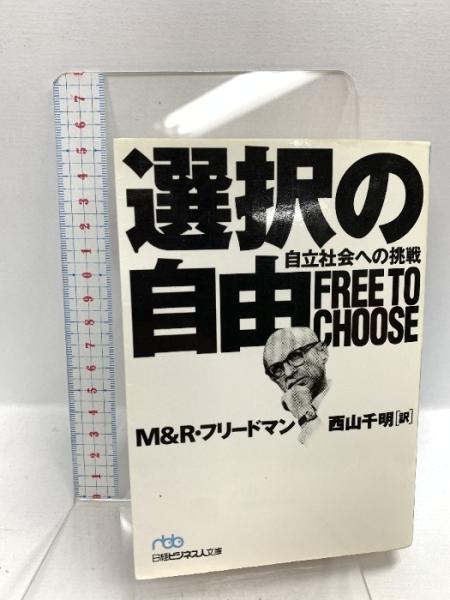 選択の
自立社会への挑戦
自由
FREE TO
CHOOSE
M&R・フリードマン
西山千明[訳]
nbb
日経ビジネス人文庫